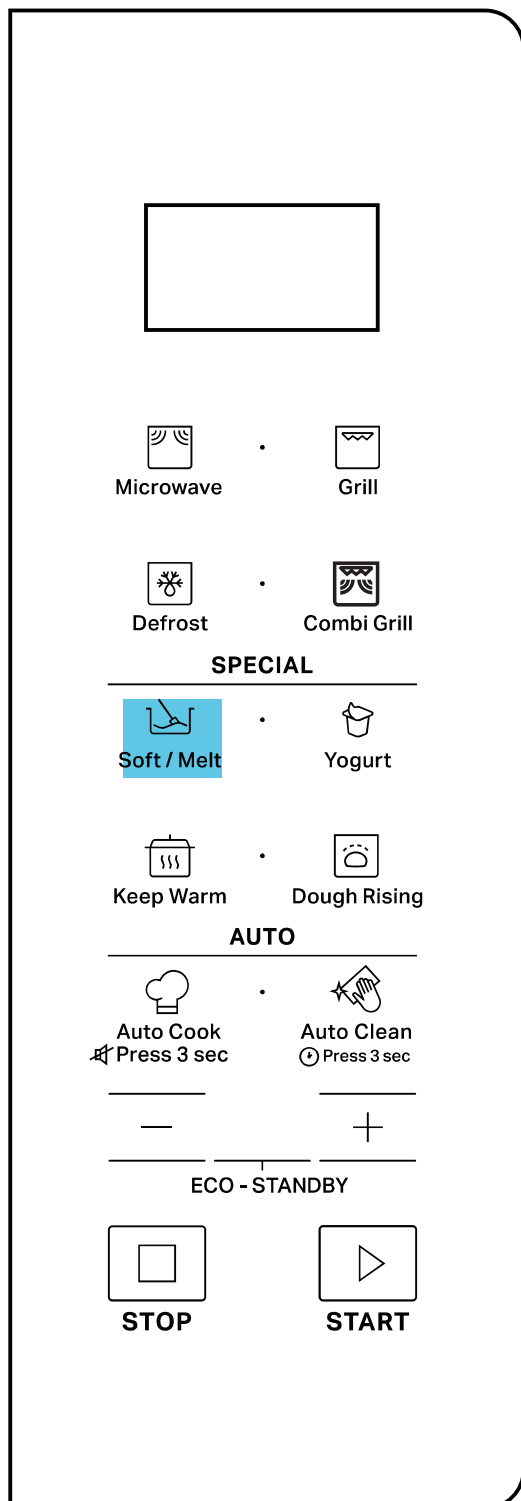 Microwave Grill
Defrost Combi Grill
SPECIAL
Soft / Melt Yogurt
Keep Warm Dough Rising
AUTO
Auto Cook Auto Clean
Press 3 sec Press 3 sec
— +
ECO - STANDBY
STOP START